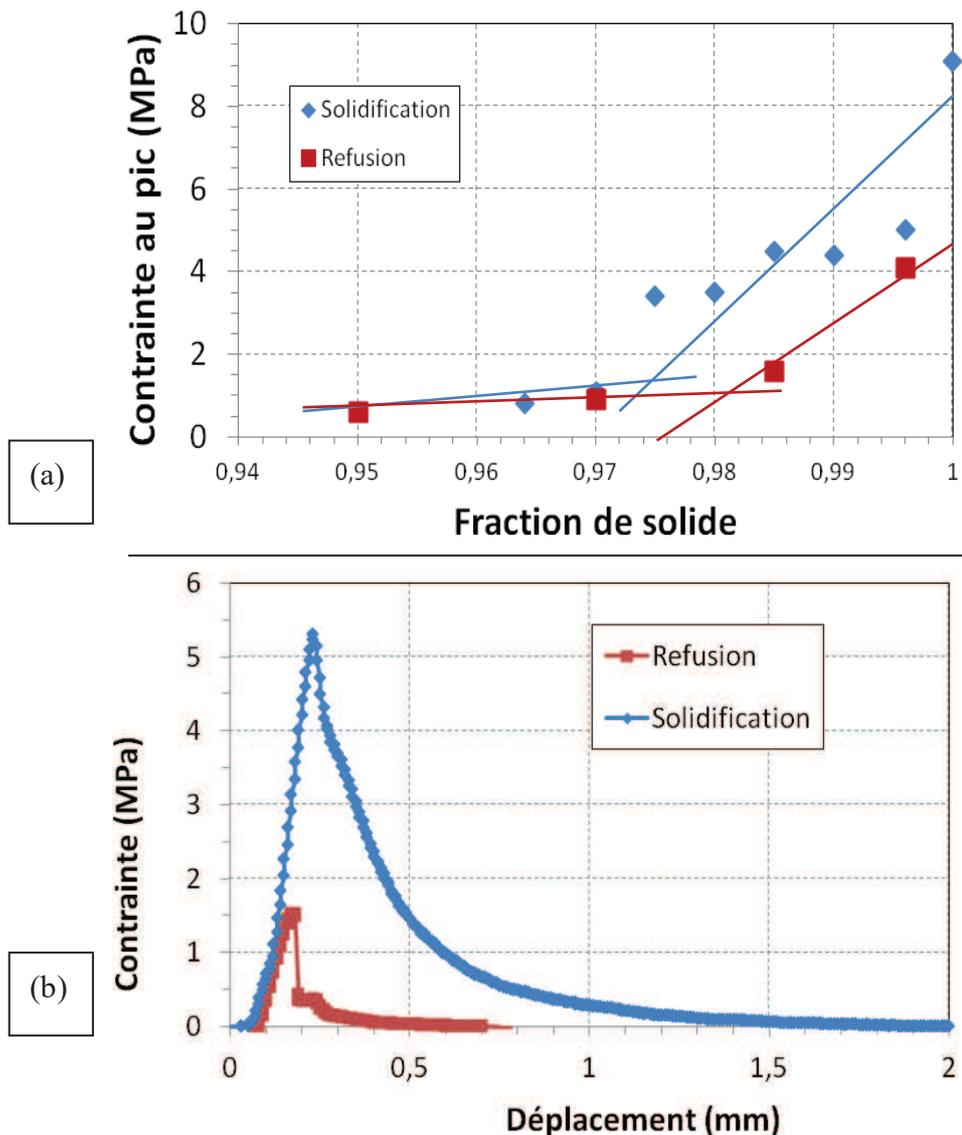 Contrainte au pic (MPa)
10
8
6
4
2
0
Solidification
Refusion
0,94
0,95
0,96
0,97
0,98
0,99
1
Fraction de solide
(a)
Contrainte (MPa)
6
5
4
3
2
1
0
Refusion
Solidification
0
0,5
1
1,5
2
Déplacement (mm)
(b)